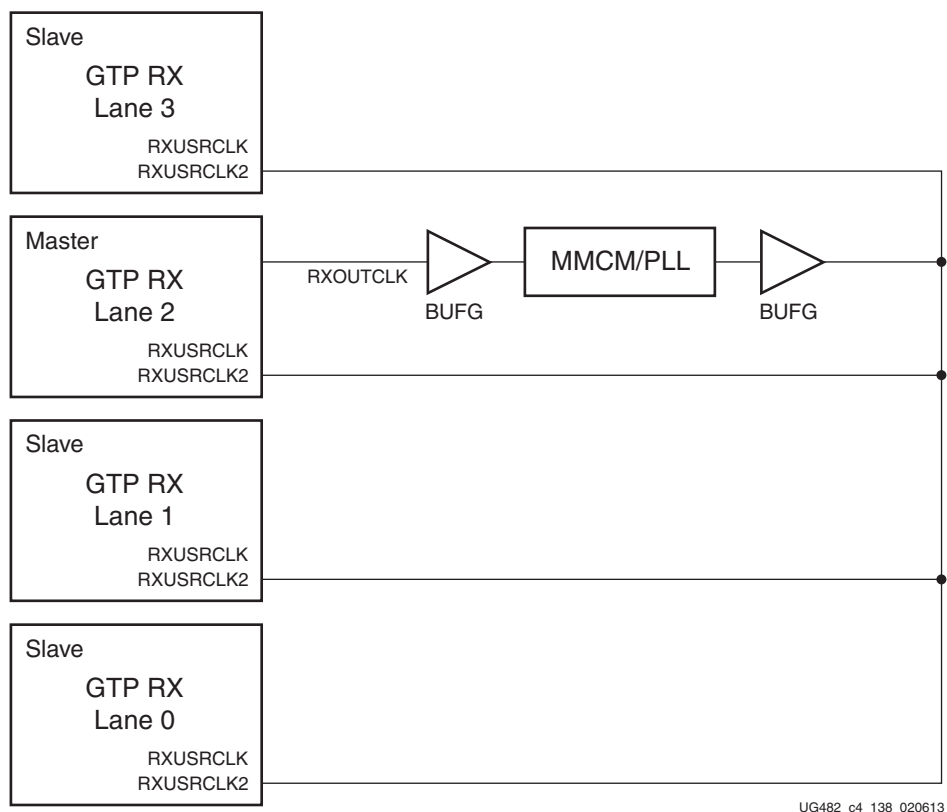 Slave
GTP RX
Lane 3
RXUSRCLK
RXUSRCLK2
Master
GTP RX
Lane 2
RXUSRCLK
RXUSRCLK2
RXOUTCLK
BUFG
MMCM/PLL
BUFG
Slave
GTP RX
Lane 1
RXUSRCLK
RXUSRCLK2
Slave
GTP RX
Lane 0
RXUSRCLK
RXUSRCLK2
UG482_c4_138_020613